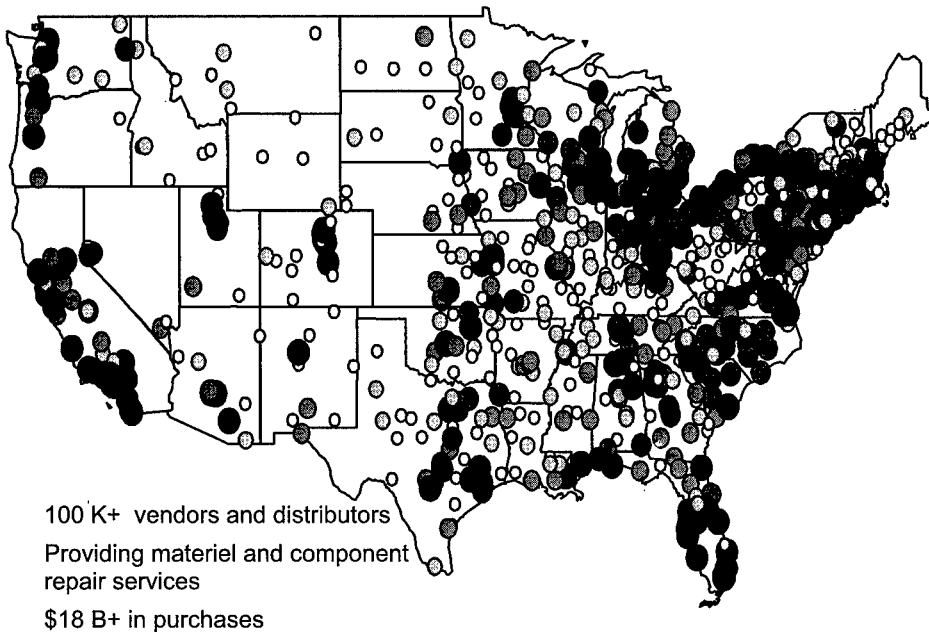 100 K+ vendors and distributors
Providing materiel and component
repair services
$18 B+ in purchases